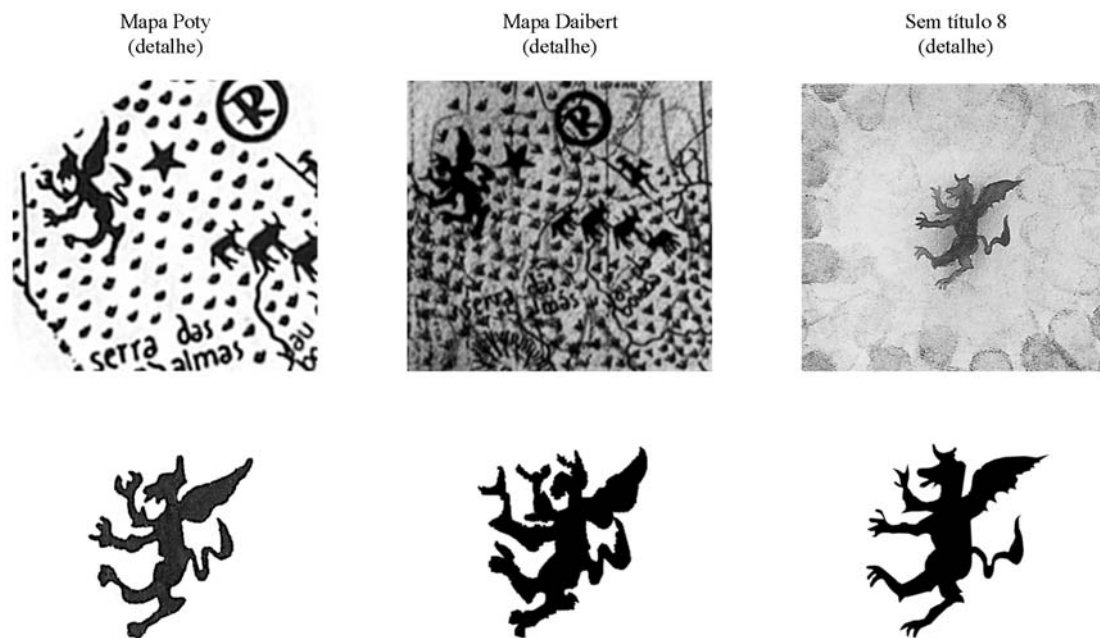 Mapa Poty
(detalhe)
Mapa Daibert
(detalhe)
Sem título 8
(detalhe)
R
serra das
almas
R
serra das
almas